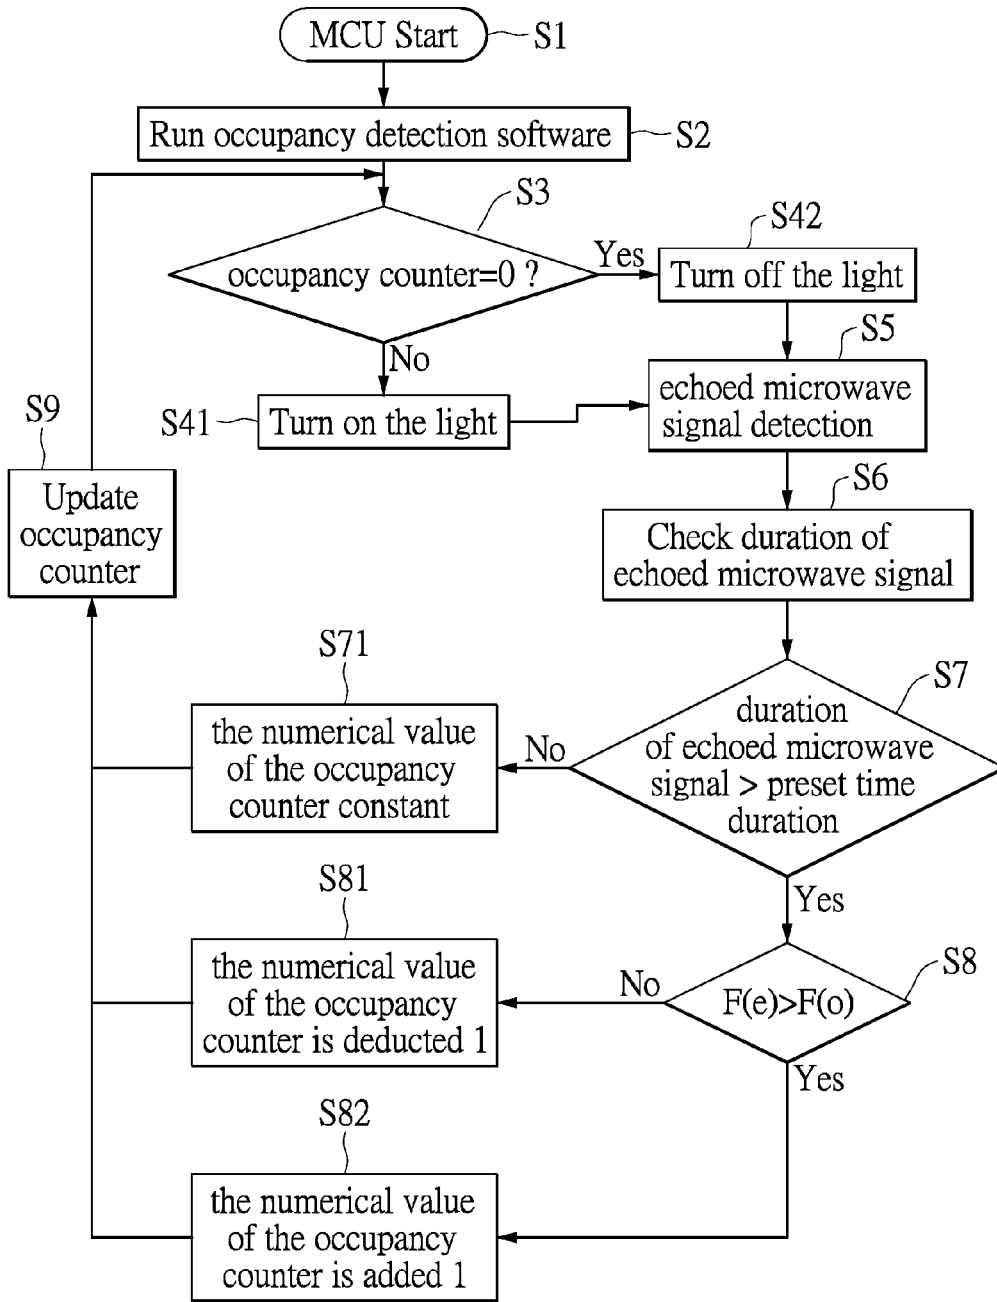 MCU Start
S1
Run occupancy detection software
S2
S3
occupancy counter=0 ?
Yes
S42
Turn off the light
No
S41
Turn on the light
S5
echoed microwave
signal detection
S9
Update
occupancy
counter
S6
Check duration of
echoed microwave signal
S7
duration
of echoed microwave
signal > preset time
duration
No
S71
the numerical value
of the occupancy
counter constant
Yes
S8
F(e)>F(o)
No
S81
the numerical value
of the occupancy
counter is deducted 1
Yes
S82
the numerical value
of the occupancy
counter is added 1